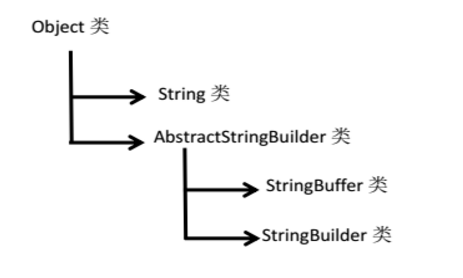 Object 类
String 类
AbstractStringBuilder 类
StringBuffer 类
StringBuilder 类